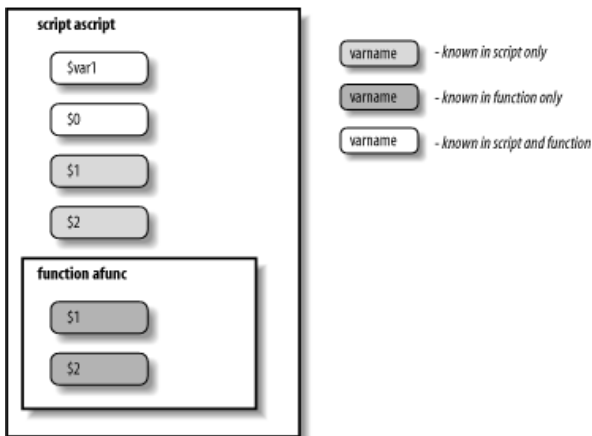 script ascript
$var1
$0
$1
$2
function afunc
$1
$2
varname - known in script only
varname - known in function only
varname - known in script and function